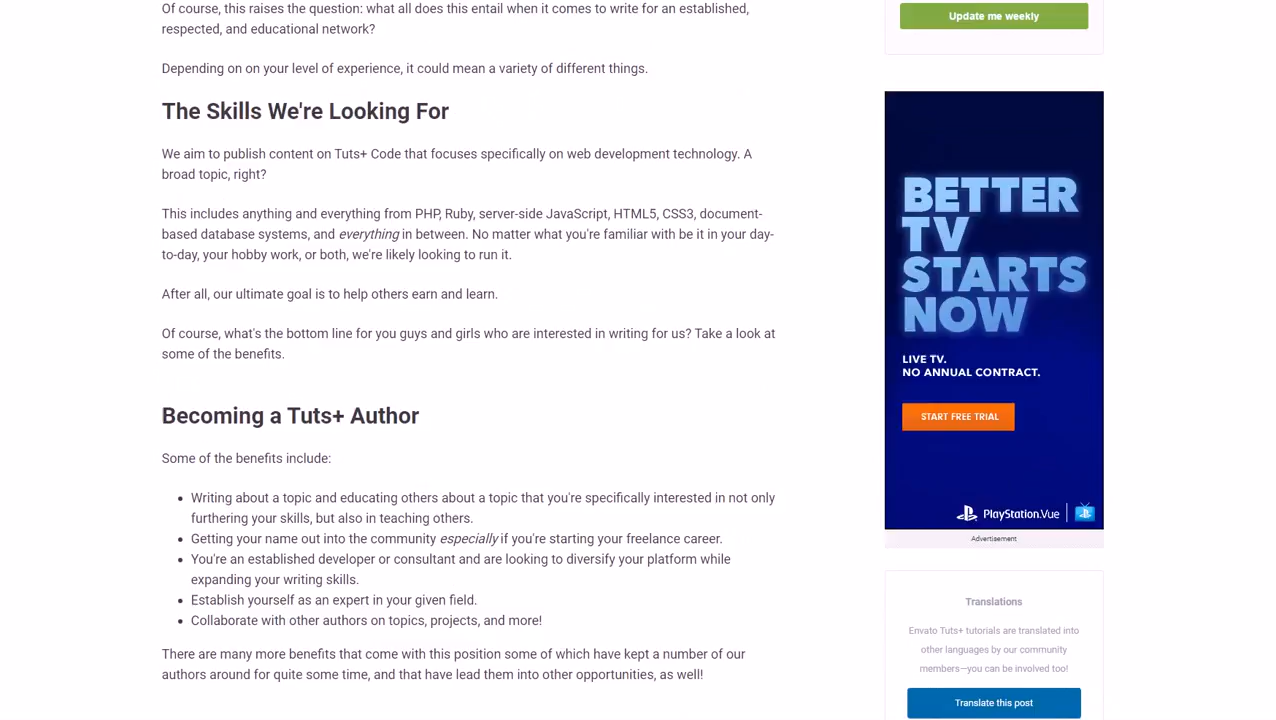 Of course, this raises the question: what all does this entail when it comes to write for an established,
respected, and educational network?
Depending on on your level of experience, it could mean a variety of different things.
The Skills We're Looking For
We aim to publish content on Tuts+ Code that focuses specifically on web development technology. A
broad topic, right?
This includes anything and everything from PHP, Ruby, server-side JavaScript, HTML5, CSS3, document-
based database systems, and everything in between. No matter what you're familiar with be it in your day-
to-day, your hobby work, or both, we're likely looking to run it.
After all, our ultimate goal is to help others earn and learn.
Of course, what's the bottom line for you guys and girls who are interested in writing for us? Take a look at
some of the benefits.
Becoming a Tuts+ Author
Some of the benefits include:
Writing about a topic and educating others about a topic that you're specifically interested in not only
furthering your skills, but also in teaching others.
Getting your name out into the community especially if you're starting your freelance career.
You're an established developer or consultant and are looking to diversify your platform while
expanding your writing skills.
Establish yourself as an expert in your given field.
Collaborate with other authors on topics, projects, and more!
There are many more benefits that come with this position some of which have kept a number of our
authors around for quite some time, and that have lead them into other opportunities, as well!
Update me weekly
BETTER
TV
STARTS
NOW
LIVE TV.
NO ANNUAL CONTRACT.
START FREE TRIAL
PlayStation.Vue
Advertisement
Translations
Envato Tuts+ tutorials are translated into
other languages by our community
members—you can be involved too!
Translate this post